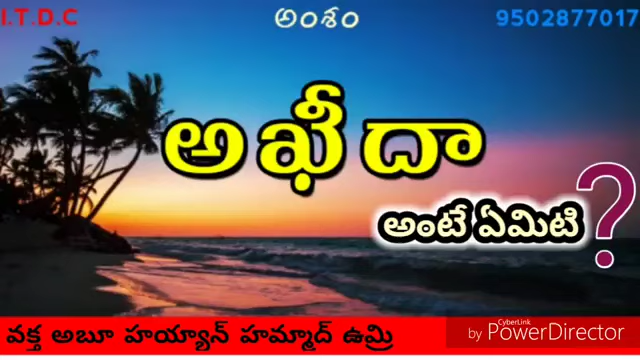 I.T.D.C
అంశం
9502877017
అఖీదా
అంటే ఏమిటి ?
వక్త అబూ హయ్యాన్ హమ్మాద్ ఉమ్రి
by CyberLink PowerDirector